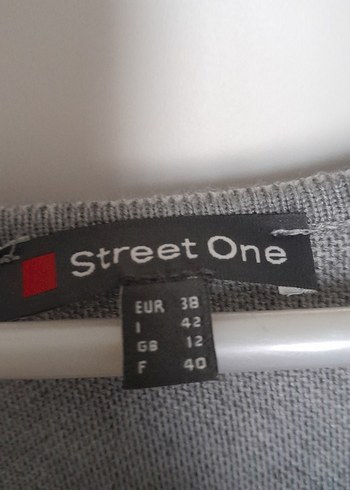 Street One
EUR 38
I 42
GB 12
F 40